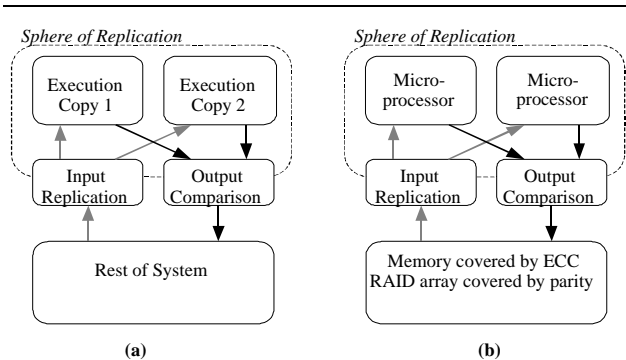 Sphere of Replication
Execution
Copy 1
Execution
Copy 2
Input
Replication
Output
Comparison
Rest of System
(a)
Sphere of Replication
Micro-
processor
Micro-
processor
Input
Replication
Output
Comparison
Memory covered by ECC
RAID array covered by parity
(b)